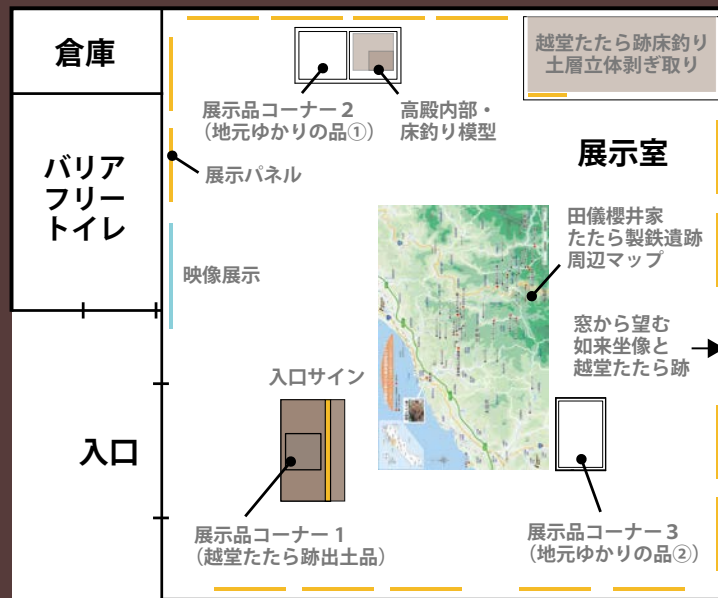 倉庫
バリア
フリー
トイレ
入口
展示品コーナー２
（地元ゆかりの品①）
高殿内部・
床釣り模型
越堂たたら跡床釣り
土層立体剥ぎ取り
展示室
展示パネル
映像展示
田儀櫻井家
たたら製鉄遺跡
周辺マップ
窓から望む
如来坐像と
越堂たたら跡
入口サイン
展示品コーナー１
（越堂たたら跡出土品）
展示品コーナー３
（地元ゆかりの品②）